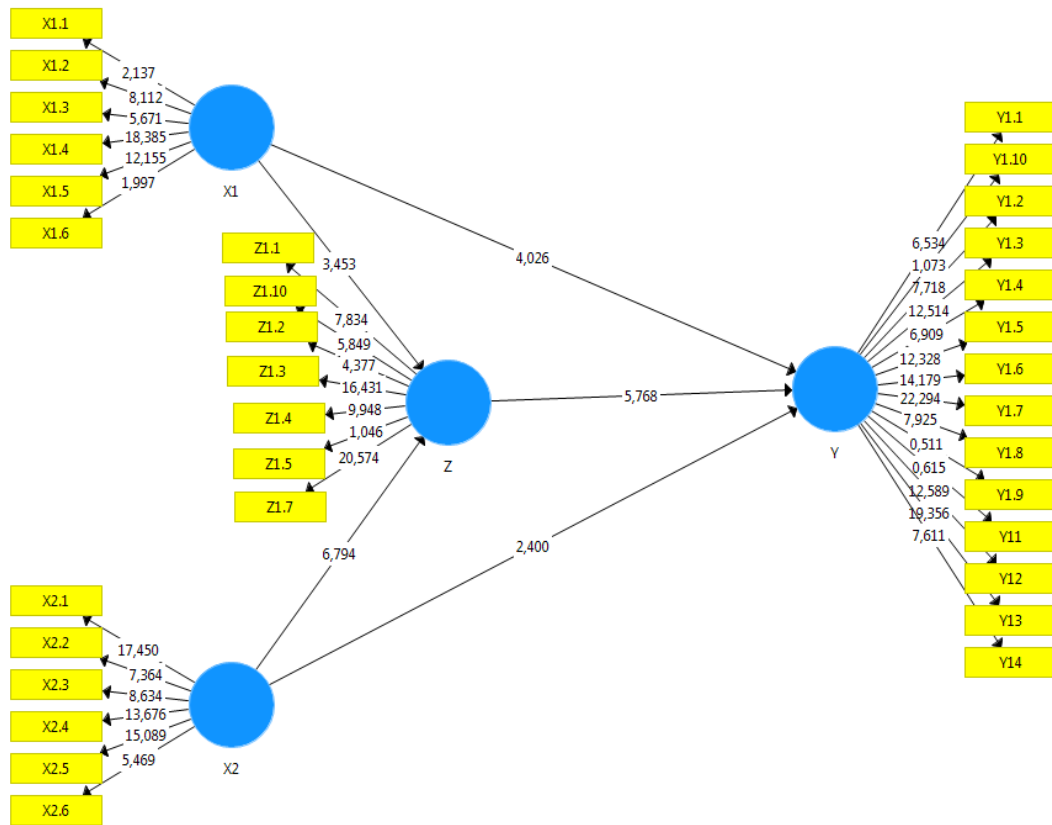 X1.1
X1.2
X1.3
X1.4
X1.5
X1.6
2,137
8,112
5,671
18,385
12,155
1,997
X1
3,453
4,026
Z1.1
Z1.10
Z1.2
Z1.3
Z1.4
Z1.5
Z1.7
7,834
5,849
4,377
16,431
9,948
1,046
20,574
Z
5,768
6,794
2,400
X2.1
X2.2
X2.3
X2.4
X2.5
X2.6
17,450
7,364
8,634
13,676
15,089
5,469
X2
Y
6,534
1,073
7,718
12,514
6,909
12,328
14,179
22,294
7,925
0,511
0,615
12,589
19,356
7,611
Y1.1
Y1.10
Y1.2
Y1.3
Y1.4
Y1.5
Y1.6
Y1.7
Y1.8
Y1.9
Y11
Y12
Y13
Y14